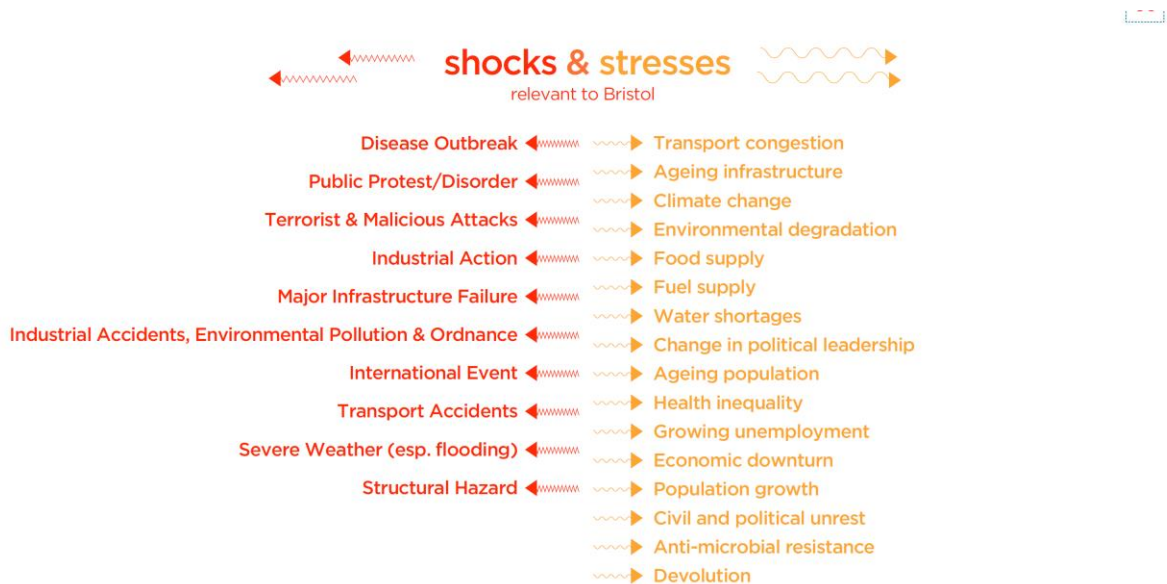 shocks & stresses
relevant to Bristol
Disease Outbreak
Public Protest/Disorder
Terrorist & Malicious Attacks
Industrial Action
Major Infrastructure Failure
Industrial Accidents, Environmental Pollution & Ordnance
International Event
Transport Accidents
Severe Weather (esp. flooding)
Structural Hazard
Transport congestion
Ageing infrastructure
Climate change
Environmental degradation
Food supply
Fuel supply
Water shortages
Change in political leadership
Ageing population
Health inequality
Growing unemployment
Economic downturn
Population growth
Civil and political unrest
Anti-microbial resistance
Devolution